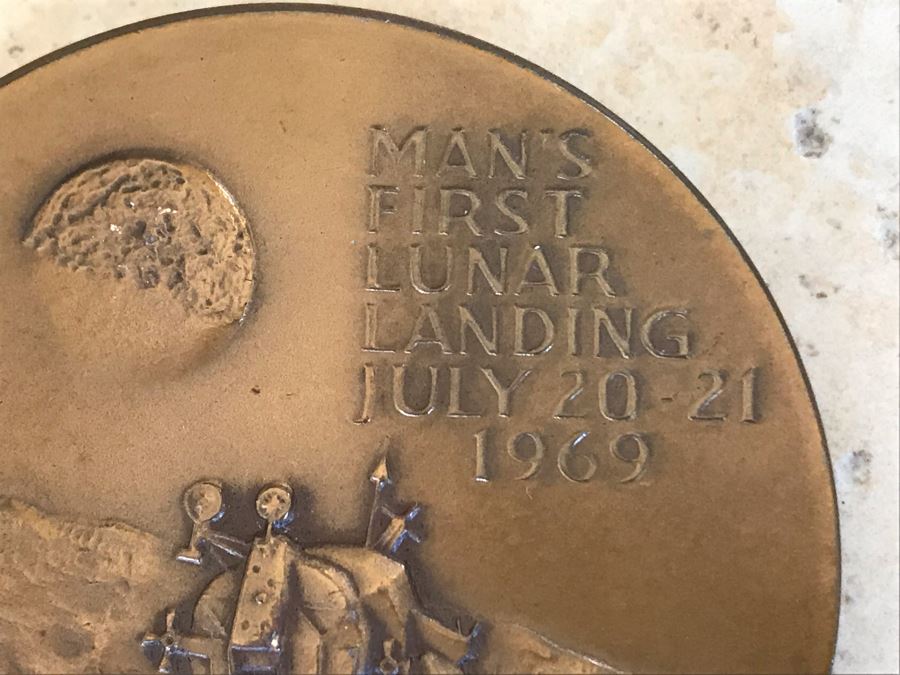 MAN'S
FIRST
LUNAR
LANDING
JULY 20-21
1969